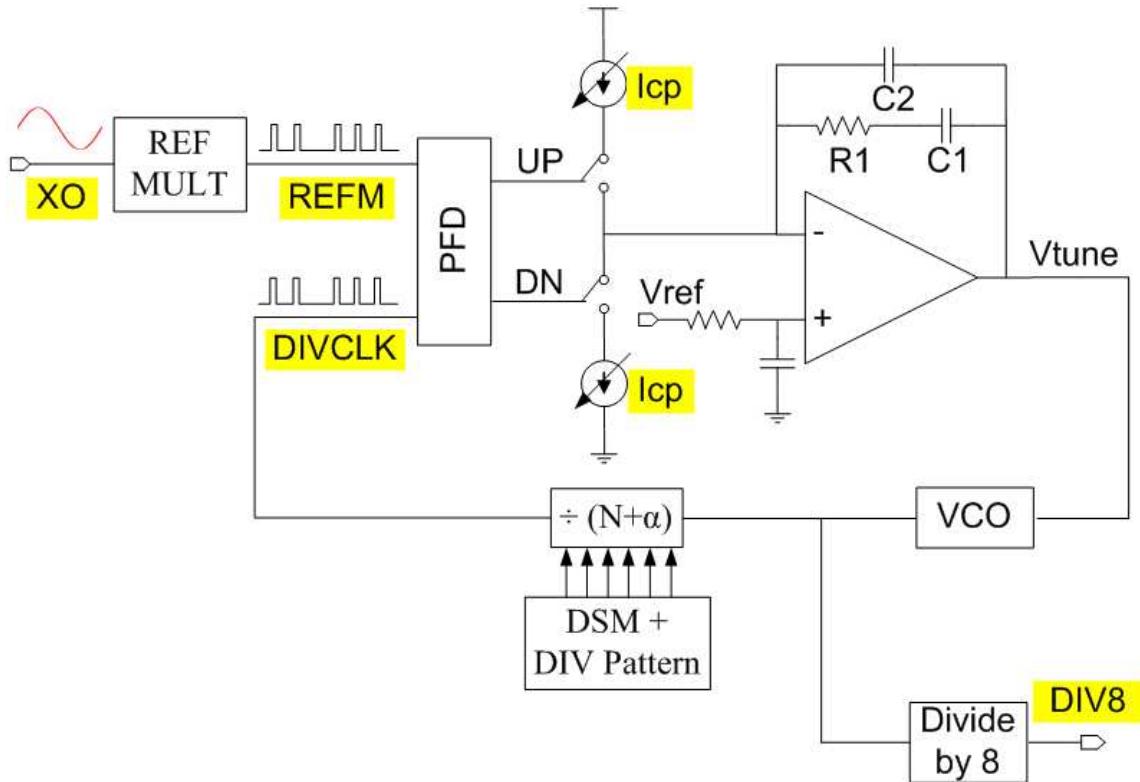 Icp
C2
R1
C1
REF
MULT
XO
REFM
UP
PFD
DN
DIVCLK
Vref
-
+
Vtune
Icp
÷ (N+α)
VCO
DSM +
DIV Pattern
DIV8
Divide
by 8